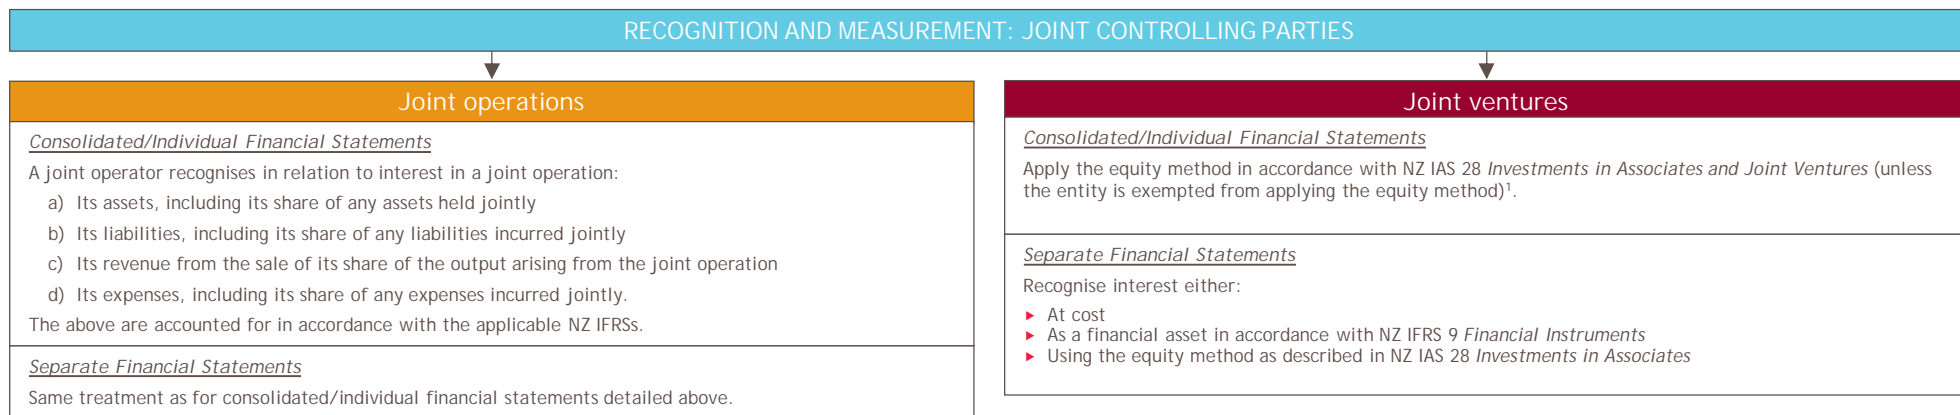 RECOGNITION AND MEASUREMENT: JOINT CONTROLLING PARTIES
Joint operations
Consolidated/Individual Financial Statements
A joint operator recognises in relation to interest in a joint operation:
a) Its assets, including its share of any assets held jointly
b) Its liabilities, including its share of any liabilities incurred jointly
c) Its revenue from the sale of its share of the output arising from the joint operation
d) Its expenses, including its share of any expenses incurred jointly.
The above are accounted for in accordance with the applicable NZ IFRSs.
Separate Financial Statements
Same treatment as for consolidated/individual financial statements detailed above.
Joint ventures
Consolidated/Individual Financial Statements
Apply the equity method in accordance with NZ IAS 28 Investments in Associates and Joint Ventures (unless
the entity is exempted from applying the equity method)¹.
Separate Financial Statements
Recognise interest either:
► At cost
► As a financial asset in accordance with NZ IFRS 9 Financial Instruments
► Using the equity method as described in NZ IAS 28 Investments in Associates